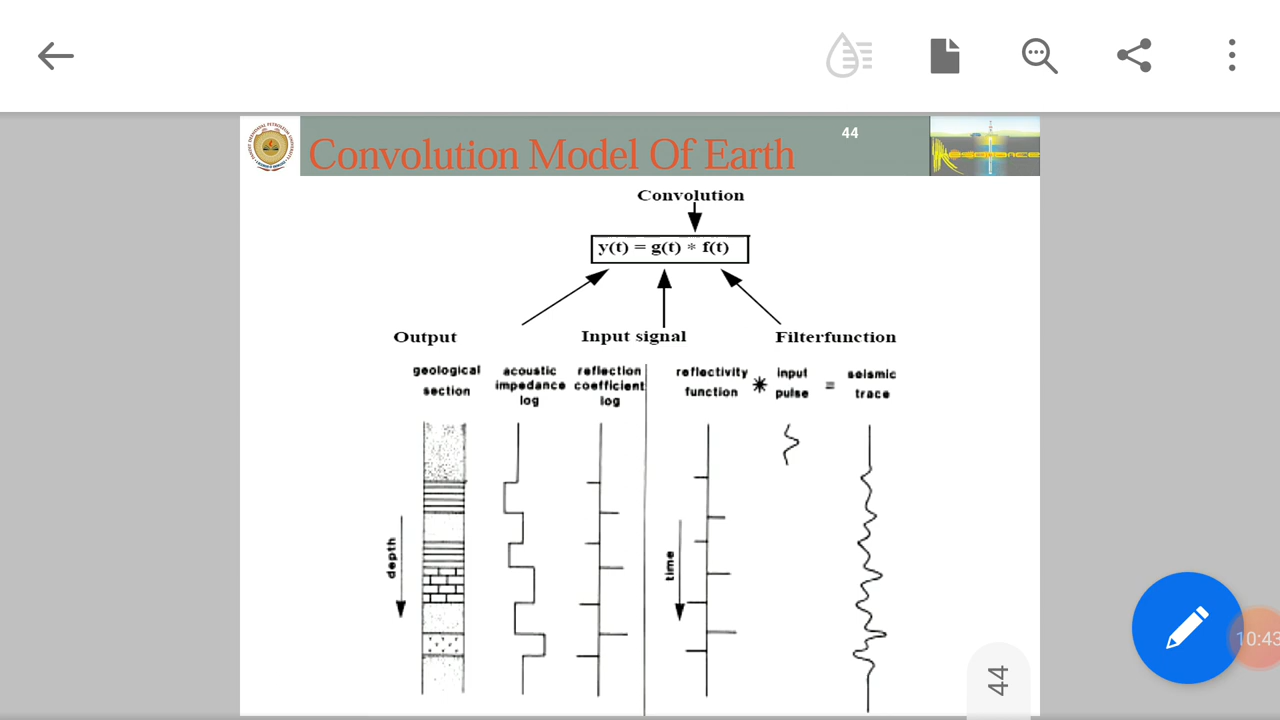 44
Convolution Model Of Earth
Convolution
y(t) = g(t) * f(t)
Output Input signal Filterfunction
geological section
acoustic impedance log
reflection coefficient log
reflectivity function
*
input pulse
=
seismic trace
depth
time
44
10:43